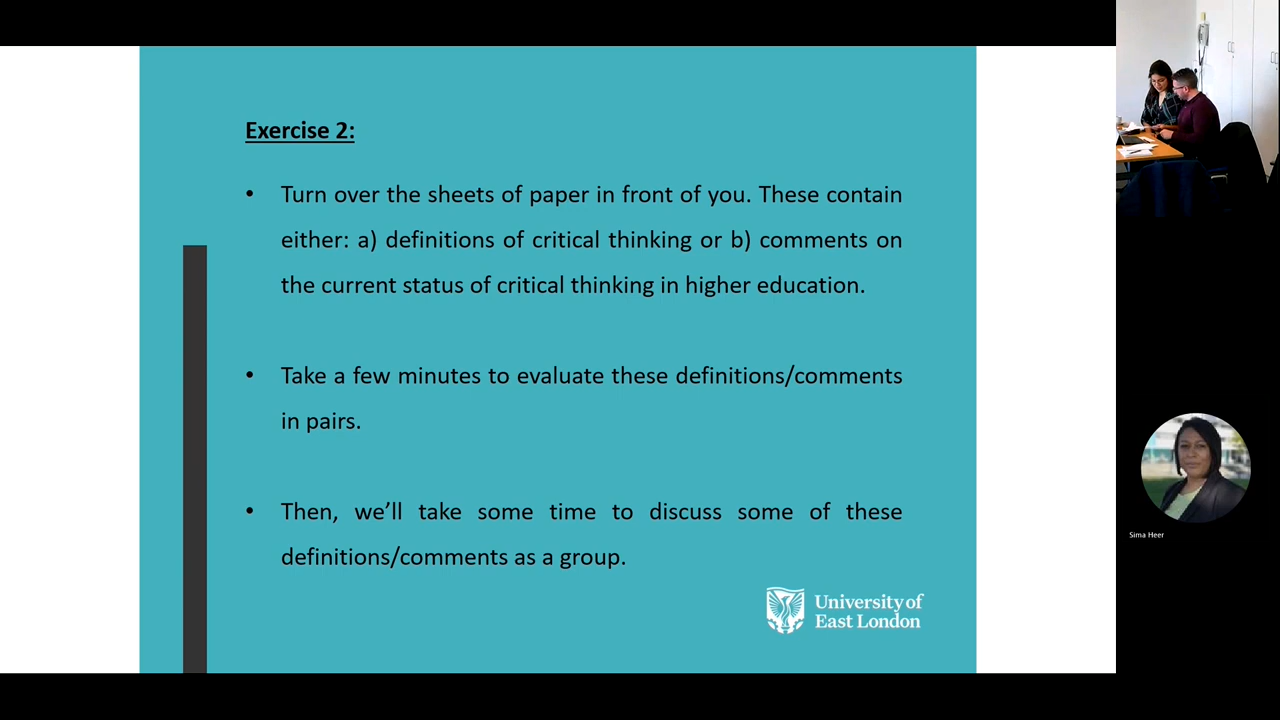 Exercise 2:
• Turn over the sheets of paper in front of you. These contain
either: a) definitions of critical thinking or b) comments on
the current status of critical thinking in higher education.
• Take a few minutes to evaluate these definitions/comments
in pairs.
• Then, we’ll take some time to discuss some of these
definitions/comments as a group.
University of
East London
Sima Heer